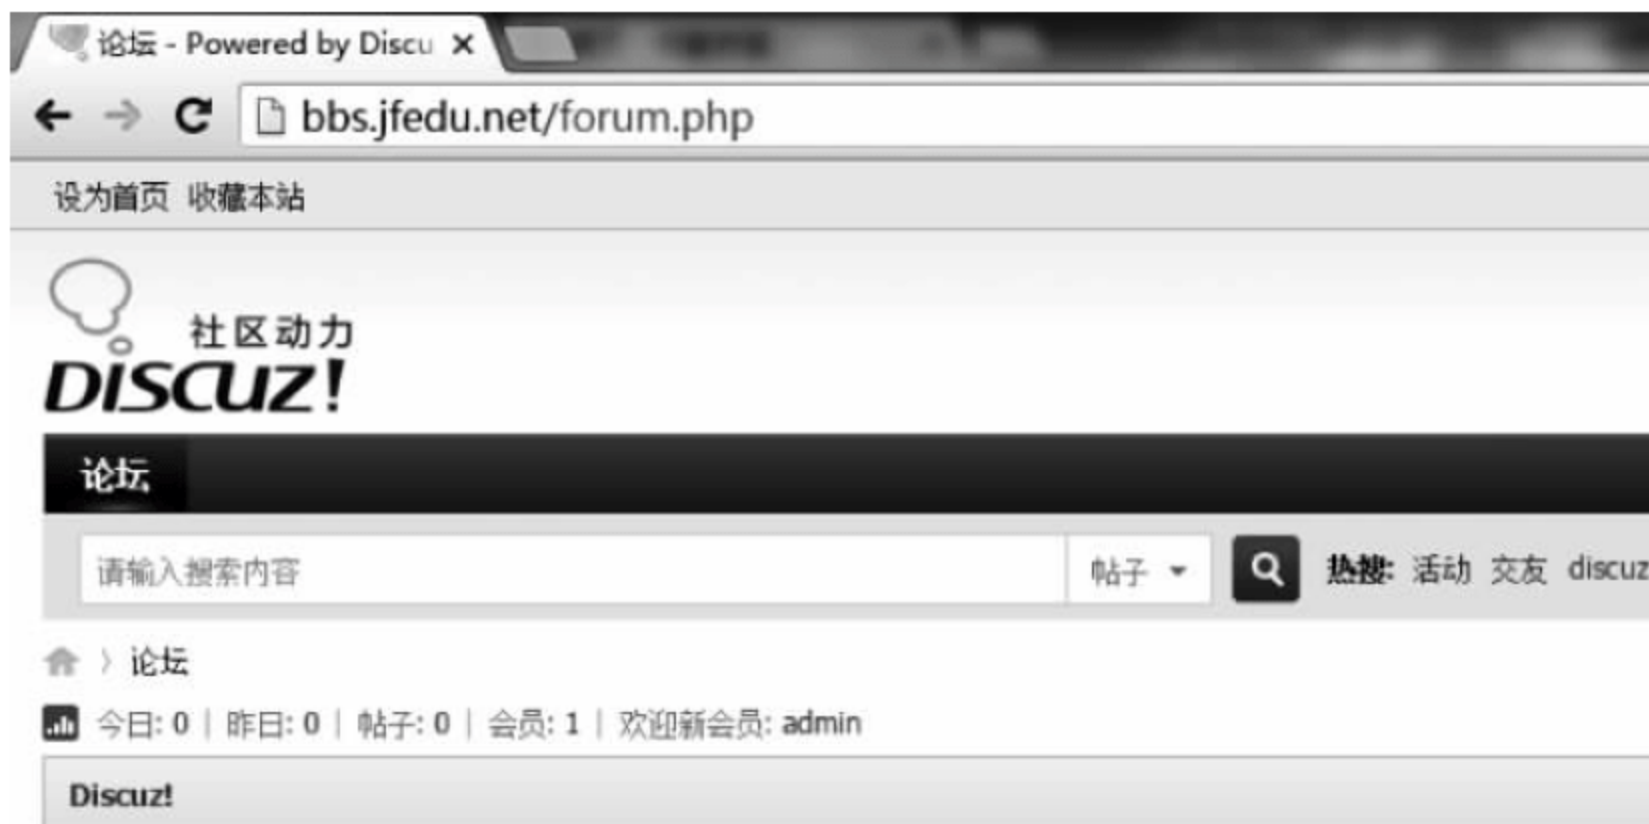 论坛 - Powered by Discu
bbs.jfedu.net/forum.php
设为首页 收藏本站
社区动力
DISCUZ!
论坛
请输入搜索内容 帖子 热搜: 活动 交友 discuz
论坛
今日: 0 | 昨日: 0 | 帖子: 0 | 会员: 1 | 欢迎新会员: admin
Discuz!